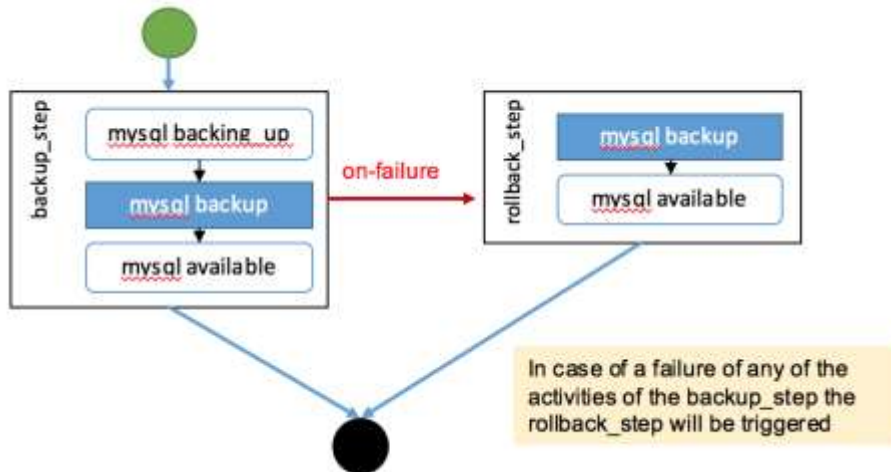 backup_step
mysql backing_up
mysql backup
mysql available
on-failure
rollback_step
mysql backup
mysql available
In case of a failure of any of the
activities of the backup_step the
rollback_step will be triggered